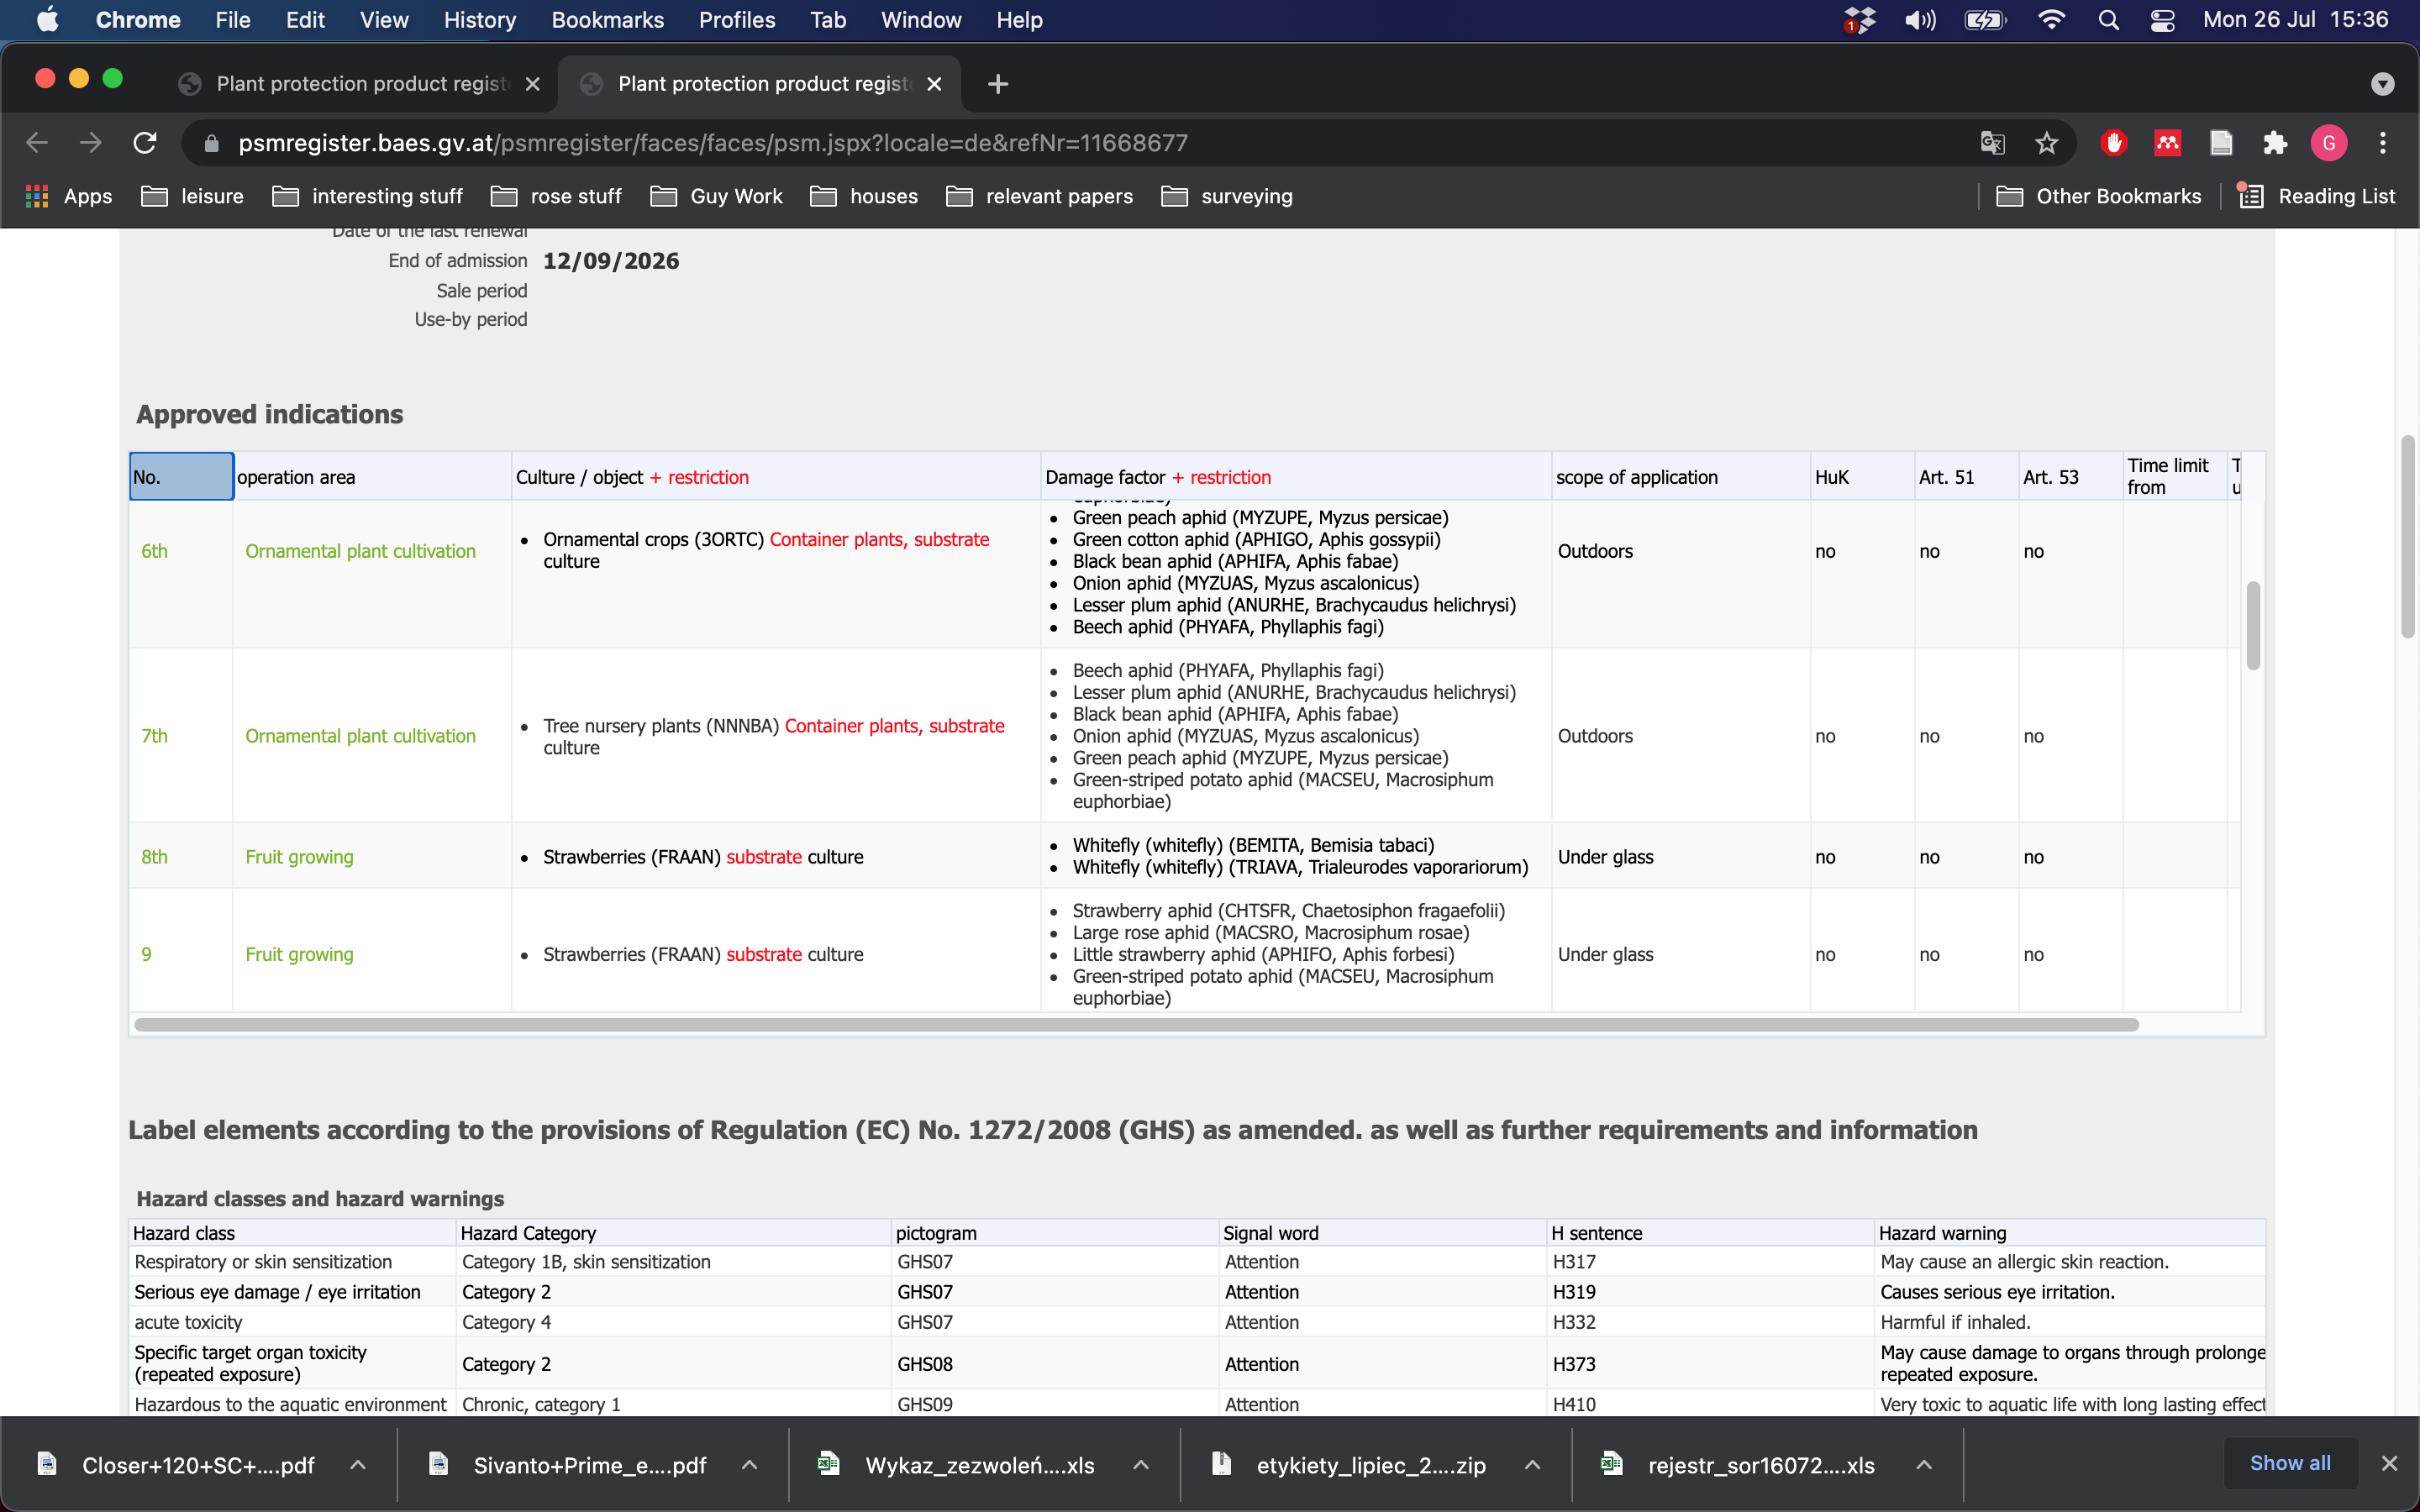 Chrome File Edit View History Bookmarks Profiles Tab Window Help 1 Mon 26 Jul 15:36
Plant protection product registe Plant protection product registe
psmregister.baes.gv.at/psmregister/faces/faces/psm.jspx?locale=de&refNr=11668677 G
Apps leisure interesting stuff rose stuff Guy Work houses relevant papers surveying Other Bookmarks Reading List
Date of the last renewal
End of admission 12/09/2026
Sale period
Use-by period
Approved indications
No. operation area Culture / object + restriction Damage factor + restriction scope of application HuK Art. 51 Art. 53 Time limit from
euphorbiae)
6th Ornamental plant cultivation • Ornamental crops (3ORTC) Container plants, substrate culture
• Green peach aphid (MYZUPE, Myzus persicae)
• Green cotton aphid (APHIGO, Aphis gossypii)
• Black bean aphid (APHIFA, Aphis fabae)
• Onion aphid (MYZUAS, Myzus ascalonicus)
• Lesser plum aphid (ANURHE, Brachycaudus helichrysi)
• Beech aphid (PHYAFA, Phyllaphis fagi)
Outdoors no no no
7th Ornamental plant cultivation • Tree nursery plants (NNNBA) Container plants, substrate culture
• Beech aphid (PHYAFA, Phyllaphis fagi)
• Lesser plum aphid (ANURHE, Brachycaudus helichrysi)
• Black bean aphid (APHIFA, Aphis fabae)
• Onion aphid (MYZUAS, Myzus ascalonicus)
• Green peach aphid (MYZUPE, Myzus persicae)
• Green-striped potato aphid (MACSEU, Macrosiphum
euphorbiae)
Outdoors no no no
8th Fruit growing • Strawberries (FRAAN) substrate culture
• Whitefly (whitefly) (BEMITA, Bemisia tabaci)
• Whitefly (whitefly) (TRIAVA, Trialeurodes vaporariorum)
Under glass no no no
9 Fruit growing • Strawberries (FRAAN) substrate culture
• Strawberry aphid (CHTSFR, Chaetosiphon fragaefolii)
• Large rose aphid (MACSRO, Macrosiphum rosae)
• Little strawberry aphid (APHIFO, Aphis forbesi)
• Green-striped potato aphid (MACSEU, Macrosiphum
euphorbiae)
Under glass no no no
Label elements according to the provisions of Regulation (EC) No. 1272/2008 (GHS) as amended. as well as further requirements and information
Hazard classes and hazard warnings
Hazard class Hazard Category pictogram Signal word H sentence Hazard warning
Respiratory or skin sensitization Category 1B, skin sensitization GHS07 Attention H317 May cause an allergic skin reaction.
Serious eye damage / eye irritation Category 2 GHS07 Attention H319 Causes serious eye irritation.
acute toxicity Category 4 GHS07 Attention H332 Harmful if inhaled.
Specific target organ toxicity (repeated exposure) Category 2 GHS08 Attention H373 May cause damage to organs through prolonge repeated exposure.
Hazardous to the aquatic environment Chronic, category 1 GHS09 Attention H410 Very toxic to aquatic life with long lasting effect
Closer+120+SC+....pdf Sivanto+Prime_e....pdf Wykaz_zezwoleń....xls etykiety_lipiec_2....zip rejestr_sor16072....xls Show all